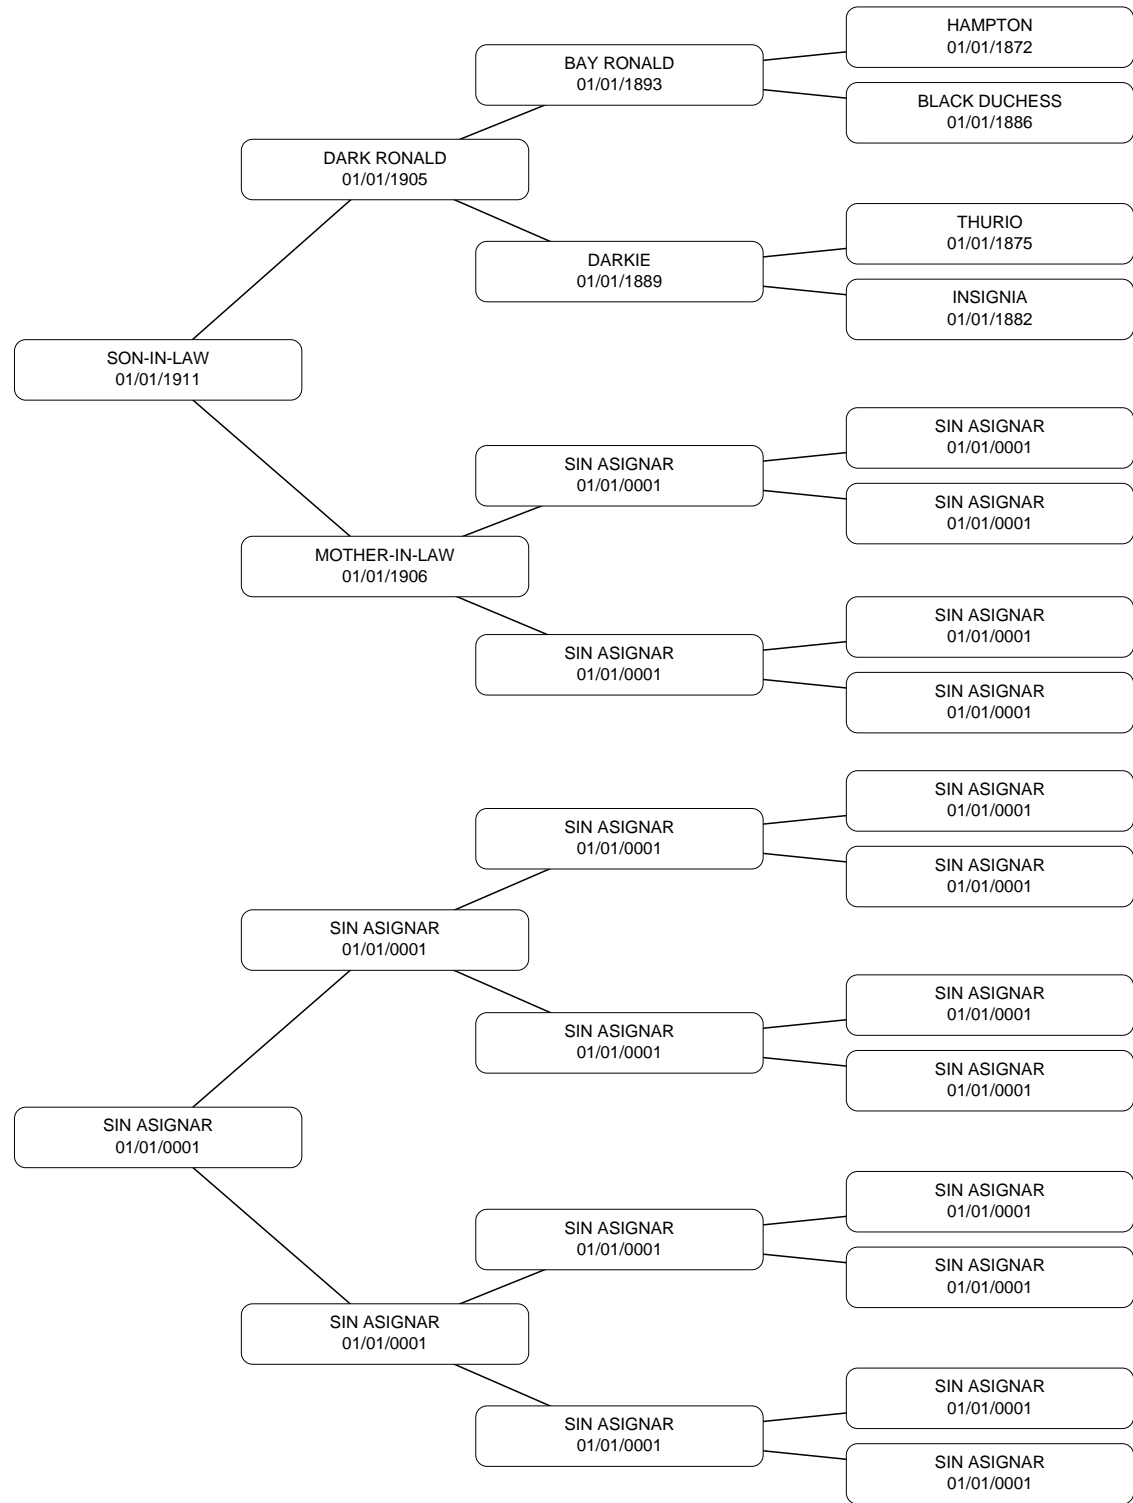 HAMPTON
01/01/1872
BAY RONALD
01/01/1893
BLACK DUCHESS
01/01/1886
DARK RONALD
01/01/1905
THURIO
01/01/1875
DARKIE
01/01/1889
INSIGNIA
01/01/1882
SON-IN-LAW
01/01/1911
SIN ASIGNAR
01/01/0001
SIN ASIGNAR
01/01/0001
SIN ASIGNAR
01/01/0001
MOTHER-IN-LAW
01/01/1906
SIN ASIGNAR
01/01/0001
SIN ASIGNAR
01/01/0001
SIN ASIGNAR
01/01/0001
SIN ASIGNAR
01/01/0001
SIN ASIGNAR
01/01/0001
SIN ASIGNAR
01/01/0001
SIN ASIGNAR
01/01/0001
SIN ASIGNAR
01/01/0001
SIN ASIGNAR
01/01/0001
SIN ASIGNAR
01/01/0001
SIN ASIGNAR
01/01/0001
SIN ASIGNAR
01/01/0001
SIN ASIGNAR
01/01/0001
SIN ASIGNAR
01/01/0001
SIN ASIGNAR
01/01/0001
SIN ASIGNAR
01/01/0001
SIN ASIGNAR
01/01/0001
SIN ASIGNAR
01/01/0001